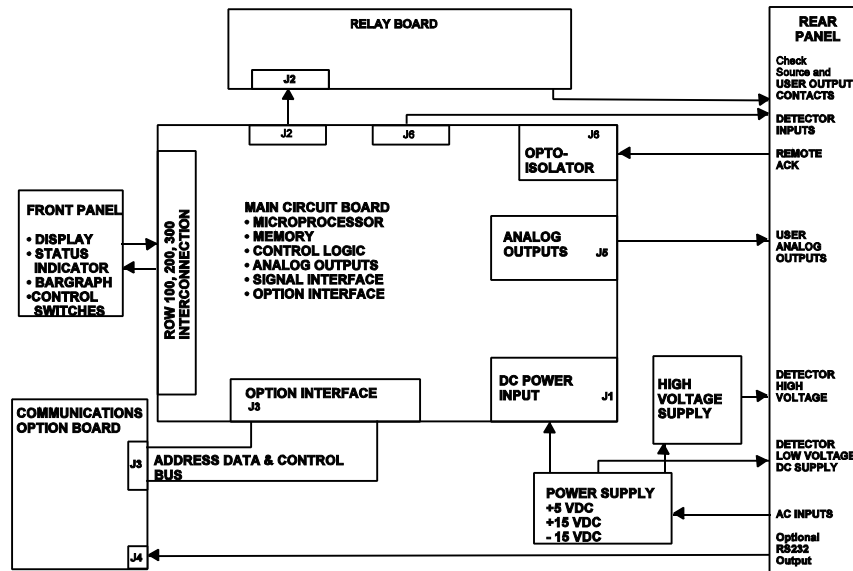 RELAY BOARD
J2
REAR
PANEL
Check
Source and
USER OUTPUT
CONTACTS
DETECTOR
INPUTS
REMOTE
ACK
USER
ANALOG
OUTPUTS
DETECTOR
HIGH
VOLTAGE
DETECTOR
LOW VOLTAGE
DC SUPPLY
AC INPUTS
Optional
RS232
Output
J2
J6
J6
OPTO-
ISOLATOR
FRONT PANEL
• DISPLAY
• STATUS
INDICATOR
• BARGRAPH
•CONTROL
SWITCHES
ROW 100, 200, 300
INTERCONNECTION
MAIN CIRCUIT BOARD
• MICROPROCESSOR
• MEMORY
• CONTROL LOGIC
• ANALOG OUTPUTS
• SIGNAL INTERFACE
• OPTION INTERFACE
ANALOG
OUTPUTS
J5
OPTION INTERFACE
J3
DC POWER
INPUT
J1
HIGH
VOLTAGE
SUPPLY
COMMUNICATIONS
OPTION BOARD
J3
ADDRESS DATA & CONTROL
BUS
J4
POWER SUPPLY
+5 VDC
+15 VDC
- 15 VDC